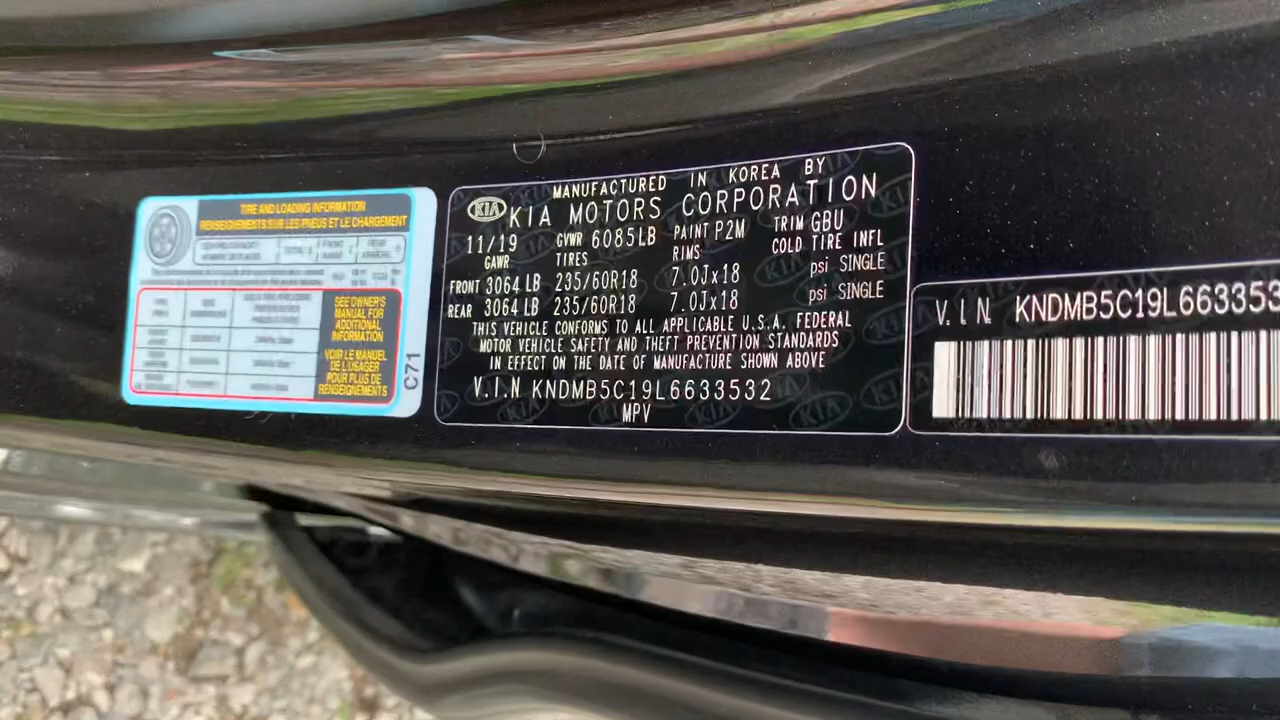 TIRE AND LOADING INFORMATION
RENSEIGNEMENTS SUR LES PNEUS ET LE CHARGEMENT
SEE OWNER'S
MANUAL FOR
ADDITIONAL
INFORMATION
VOIR LE MANUEL
DE L'USAGER
POUR PLUS DE
RENSEIGNEMENTS
C71
MANUFACTURED IN KOREA BY
KIA KIA MOTORS CORPORATION
11/19 GVWR 6085LB PAINT P2M TRIM GBU
GAWR TIRES RIMS COLD TIRE INFL
FRONT 3064 LB 235/60R18 7.0Jx18 psi SINGLE
REAR 3064 LB 235/60R18 7.0Jx18 psi SINGLE
THIS VEHICLE CONFORMS TO ALL APPLICABLE U.S.A. FEDERAL
MOTOR VEHICLE SAFETY AND THEFT PREVENTION STANDARDS
IN EFFECT ON THE DATE OF MANUFACTURE SHOWN ABOVE
V.I.N KNDMB5C19L6633532
MPV
V.I.N. KNDMB5C19L663353